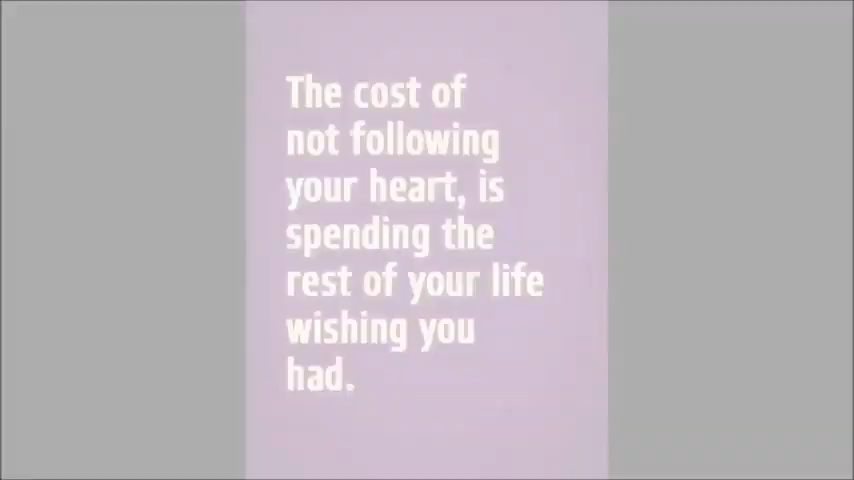 The cost of
not following
your heart, is
spending the
rest of your life
wishing you
had.